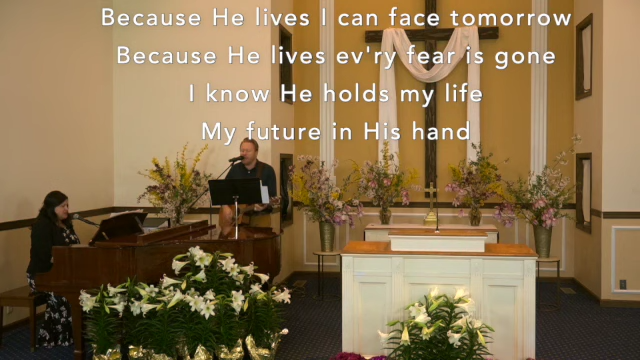 Because He lives I can face tomorrow
Because He lives ev'ry fear is gone
I know He holds my life
My future in His hand